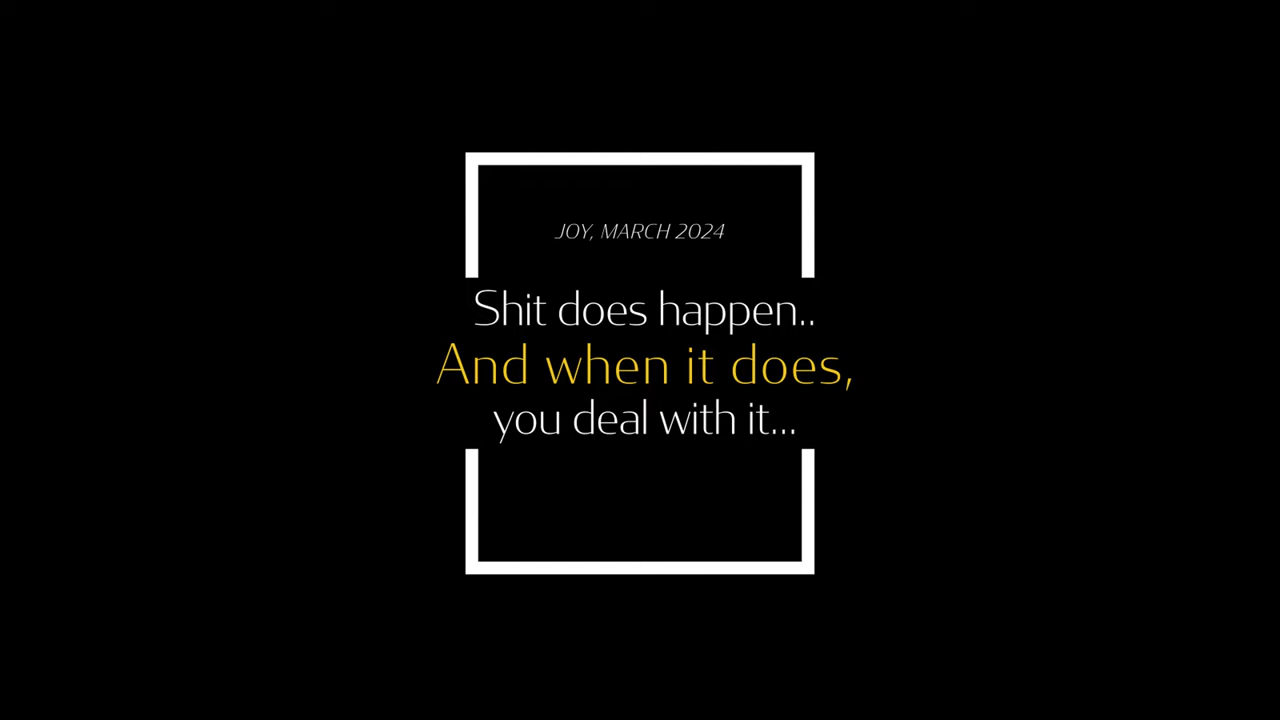 JOY, MARCH 2024
Shit does happen..
And when it does,
you deal with it...